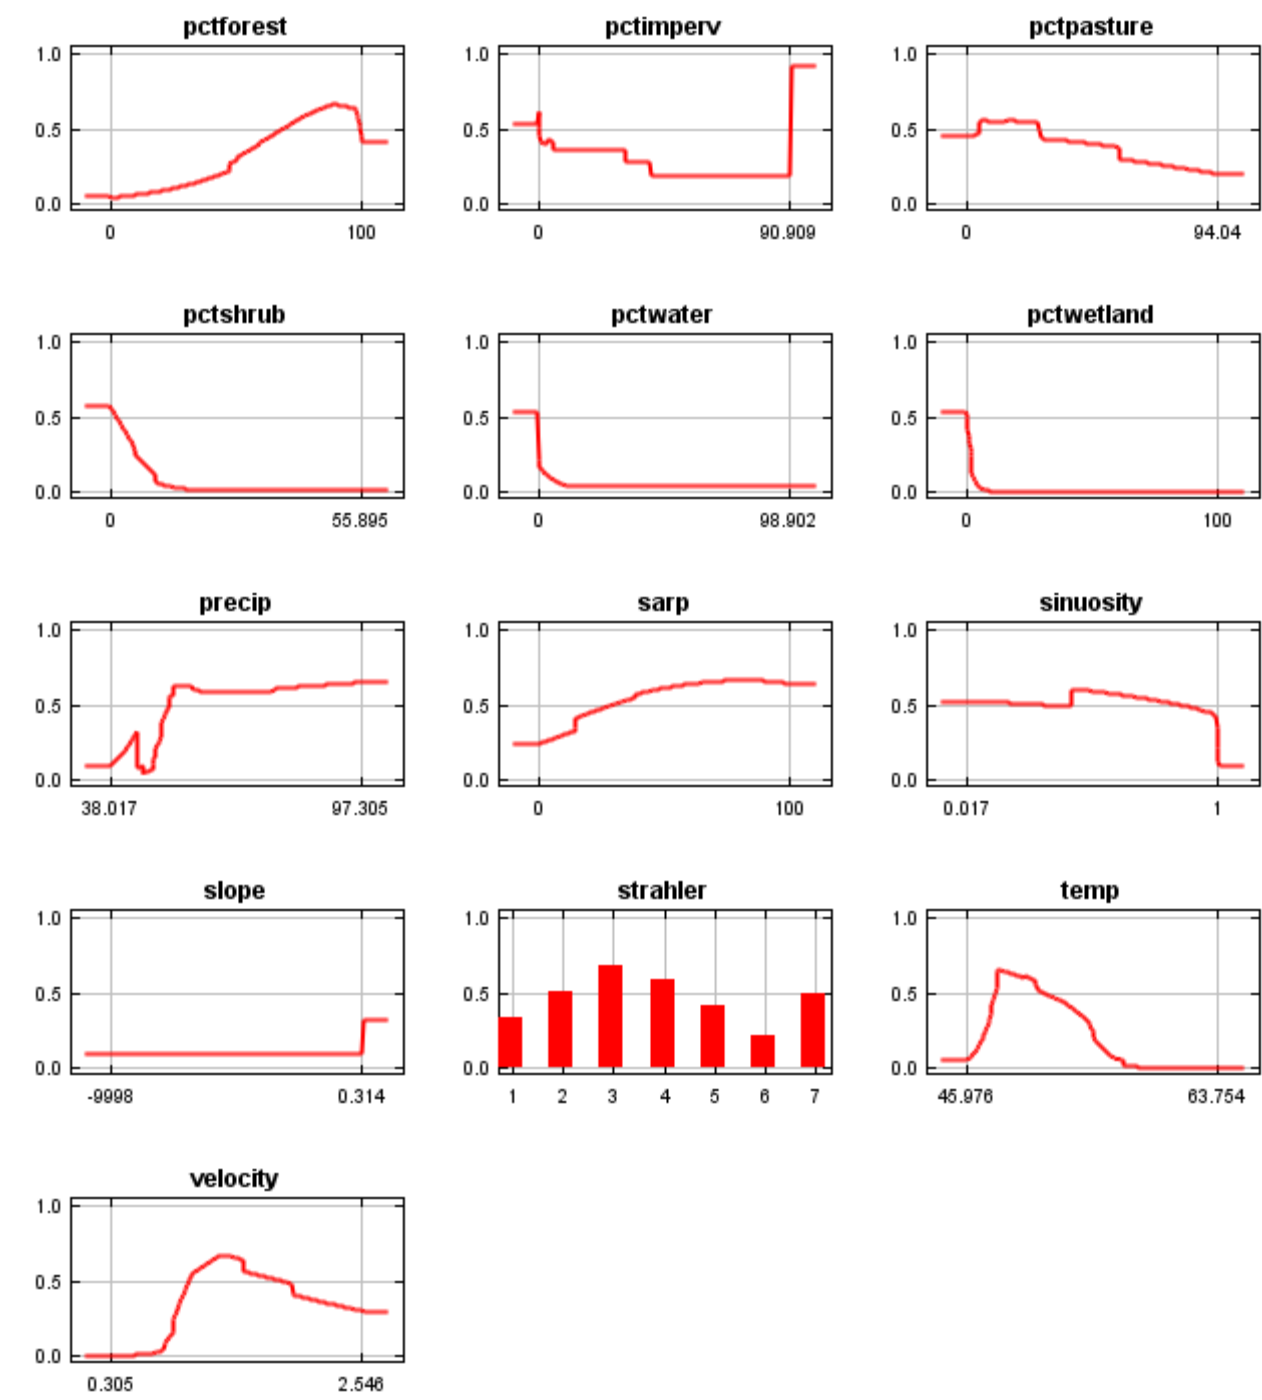 pctforest pctimperv pctpasture
1.0 1.0 1.0
0.5 0.5 0.5
0.0 0.0 0.0
0 100 0 90.909 0 94.04
pctshrub pctwater pctwetland
1.0 1.0 1.0
0.5 0.5 0.5
0.0 0.0 0.0
0 55.895 0 98.902 0 100
precip sarp sinuosity
1.0 1.0 1.0
0.5 0.5 0.5
0.0 0.0 0.0
38.017 97.305 0 100 0.017 1
slope strahler temp
1.0 1.0 1.0
0.5 0.5 0.5
0.0 0.0 0.0
-9998 0.314 1 2 3 4 5 6 7 45.976 63.754
velocity
1.0
0.5
0.0
0.305 2.546